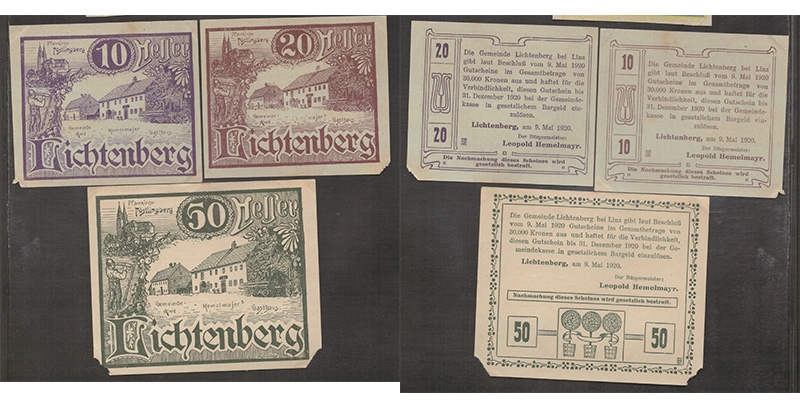 Pfarrkirche
Pöstlingberg
10 Heller
Gemeinde-
Amt
Hemelmajer's
Gasthaus
Lichtenberg
Pfarrkirche
Pöstlingberg
20 Heller
Gemeinde
Amt
Hemelmajer's
Gasthaus
Lichtenberg
20
20
Die Gemeinde Lichtenberg bei Linz
gibt laut Beschluß vom 9. Mai 1920
Gutscheine im Gesamtbetrage von
30.000 Kronen aus und haftet für die
Verbindlichkeit, diesen Gutschein bis
31. Dezember 1920 bei der Gemeinde-
kasse in gesetzlichem Bargeld ein-
zulösen.
Lichtenberg, am 9. Mai 1920.
Der Bürgermeister:
Leopold Hemelmayr.
Die Nachmachung dieses Scheines wird
gesetzlich bestraft.
10
10
Die Gemeinde Lichtenberg bei Linz
gibt laut Beschluß vom 9. Mai 1920
Gutscheine im Gesamtbetrage von
30.000 Kronen aus und haftet für die
Verbindlichkeit, diesen Gutschein bis
31. Dezember 1920 bei der Gemeinde-
kasse in gesetzlichem Bargeld ein-
zulösen.
Lichtenberg, am 9. Mai 1920.
Der Bürgermeister:
Leopold Hemelmayr.
Die Nachmachung dieses Scheines wird
gesetzlich bestraft.
Pfarrkirche
Pöstlingberg
50 Heller
Gemeinde-
Amt
Hemelmajer's
Gasthaus
Lichtenberg
Die Gemeinde Lichtenberg bei Linz gibt laut Beschluß
vom 9. Mai 1920 Gutscheine im Gesamtbetrage von
30.000 Kronen aus und haftet für die Verbindlichkeit,
diesen Gutschein bis 31. Dezember 1920 bei der Ge-
meindekasse in gesetzlichem Bargeld einzulösen.
Lichtenberg, am 9. Mai 1920.
Der Bürgermeister:
Leopold Hemelmayr.
Nachmachung dieses Scheines wird gesetzlich bestraft.
50
50